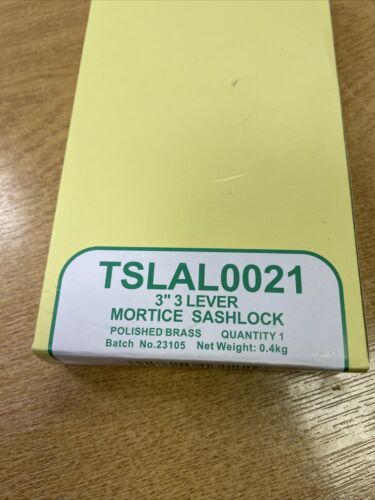 TSLAL0021
3" 3 LEVER
MORTICE SASHLOCK
POLISHED BRASS QUANTITY 1
Batch No.23105 Net Weight: 0.4kg